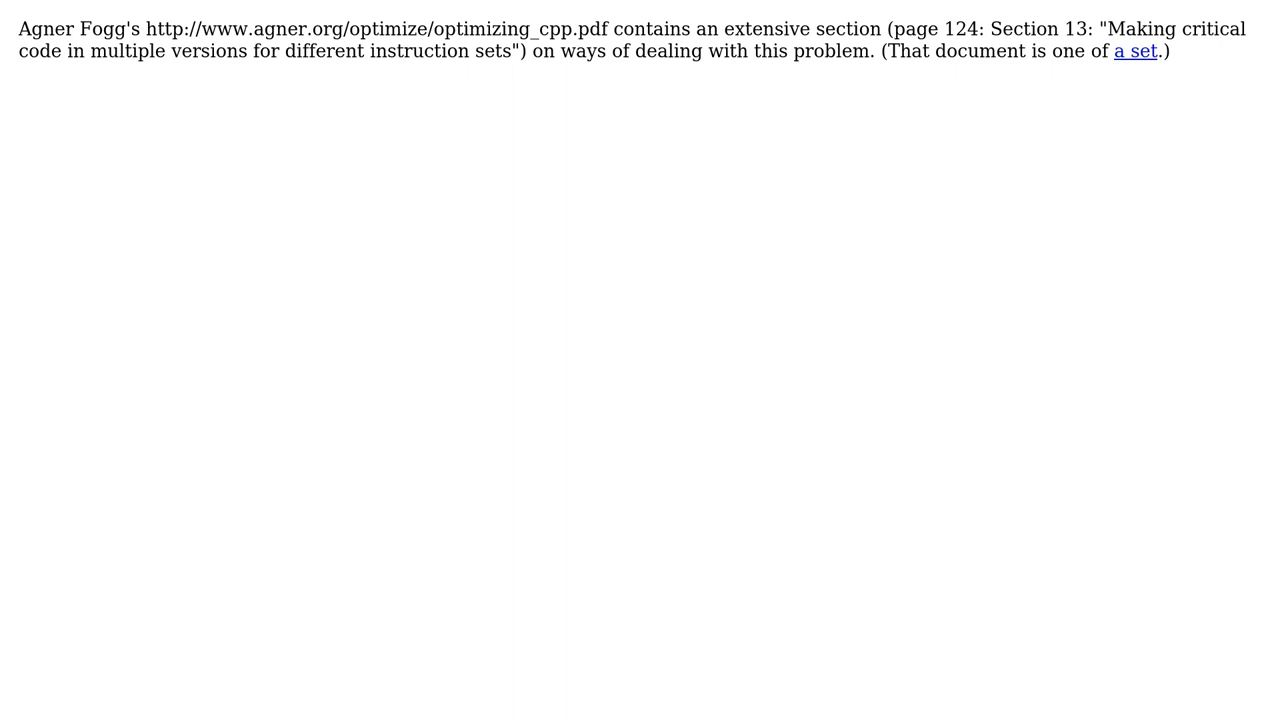 Agner Fogg's http://www.agner.org/optimize/optimizing_cpp.pdf contains an extensive section (page 124: Section 13: "Making critical
code in multiple versions for different instruction sets") on ways of dealing with this problem. (That document is one of a set.)